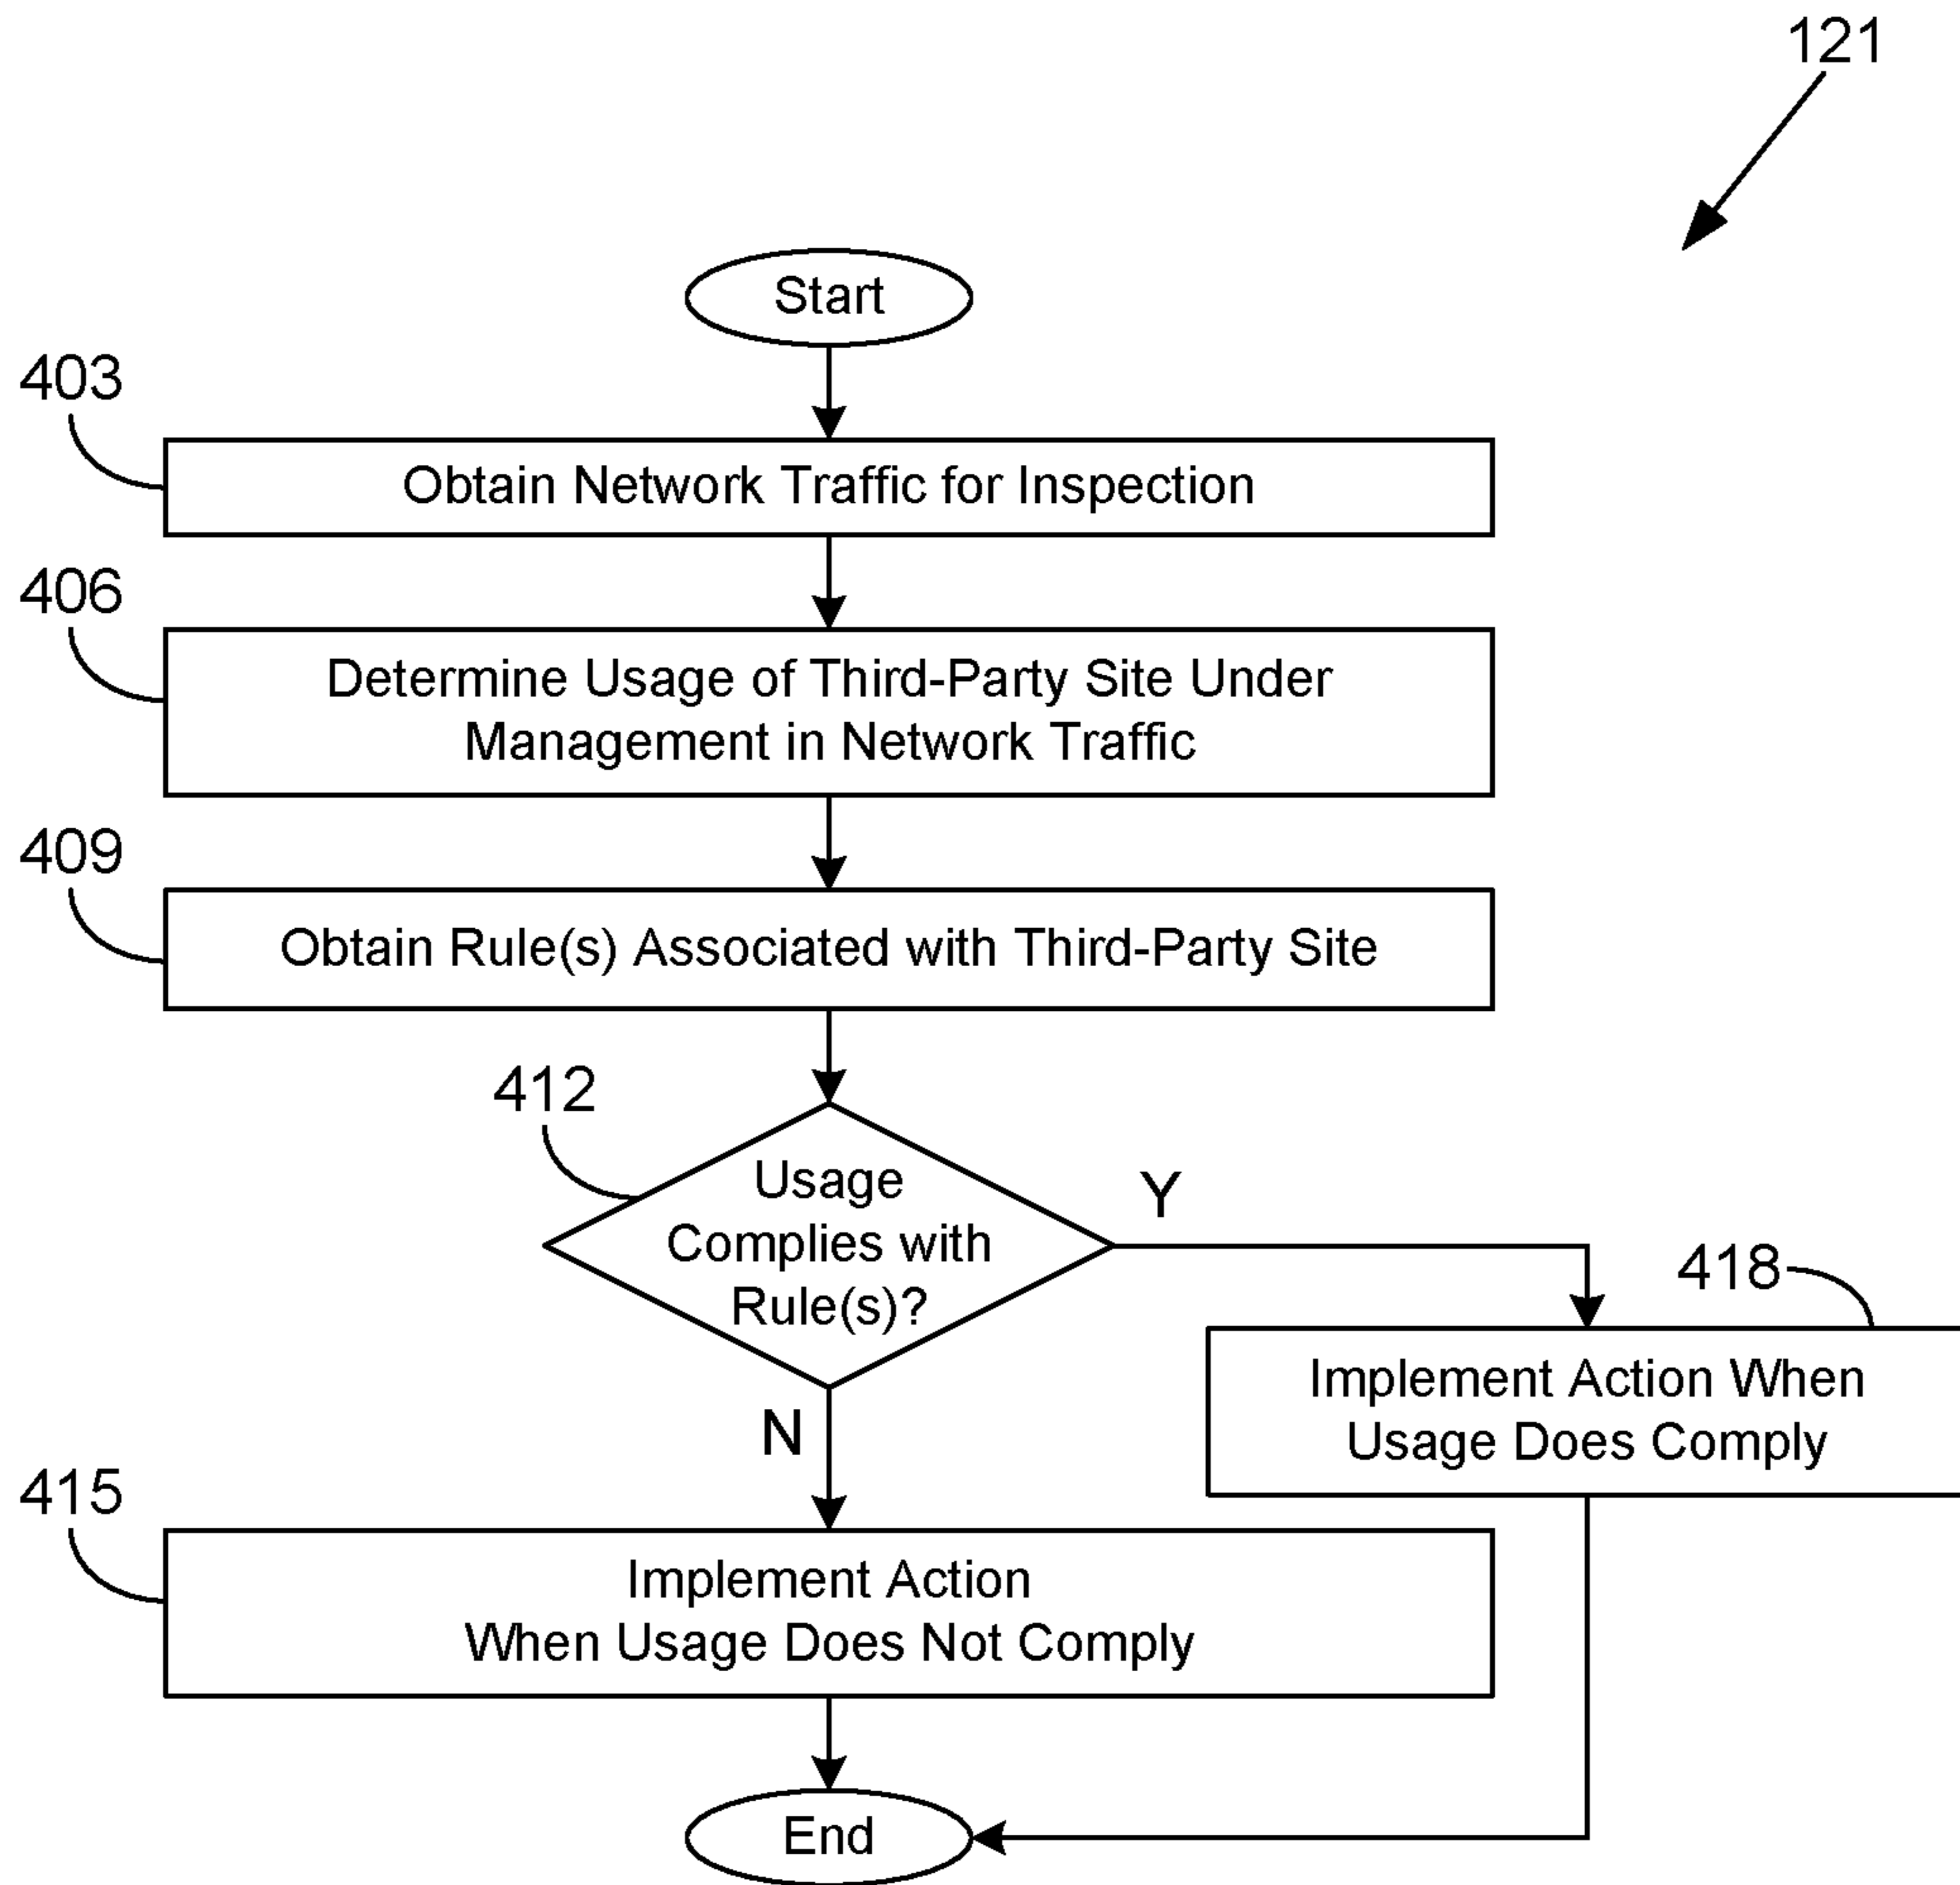 121
Start
403
Obtain Network Traffic for Inspection
406
Determine Usage of Third-Party Site Under
Management in Network Traffic
409
Obtain Rule(s) Associated with Third-Party Site
412
Usage
Complies with
Rule(s)?
Y
418
Implement Action When
Usage Does Comply
N
415
Implement Action
When Usage Does Not Comply
End